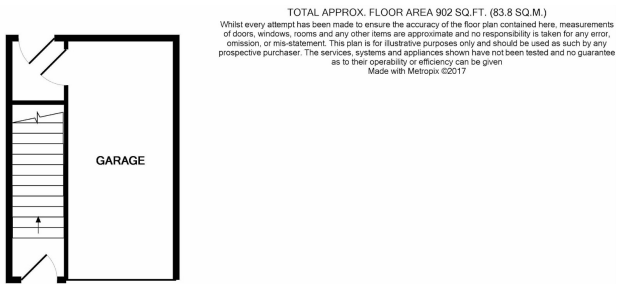 TOTAL APPROX. FLOOR AREA 902 SQ.FT. (83.8 SQ.M.)
Whilst every attempt has been made to ensure the accuracy of the floor plan contained here, measurements
of doors, windows, rooms and any other items are approximate and no responsibility is taken for any error,
omission, or mis-statement. This plan is for illustrative purposes only and should be used as such by any
prospective purchaser. The services, systems and appliances shown have not been tested and no guarantee
as to their operability or efficiency can be given
Made with Metropix ©2017
GARAGE